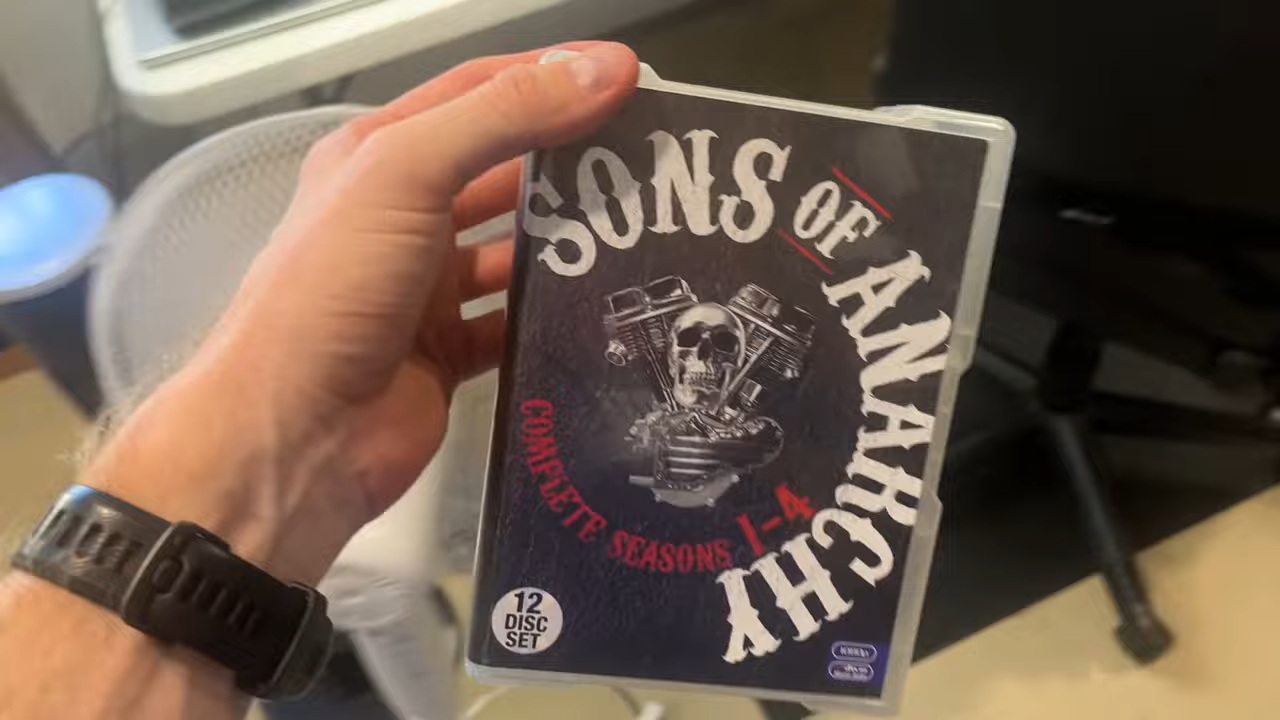 SONS OF ANARCHY
COMPLETE SEASONS 1-4
12
DISC
SET